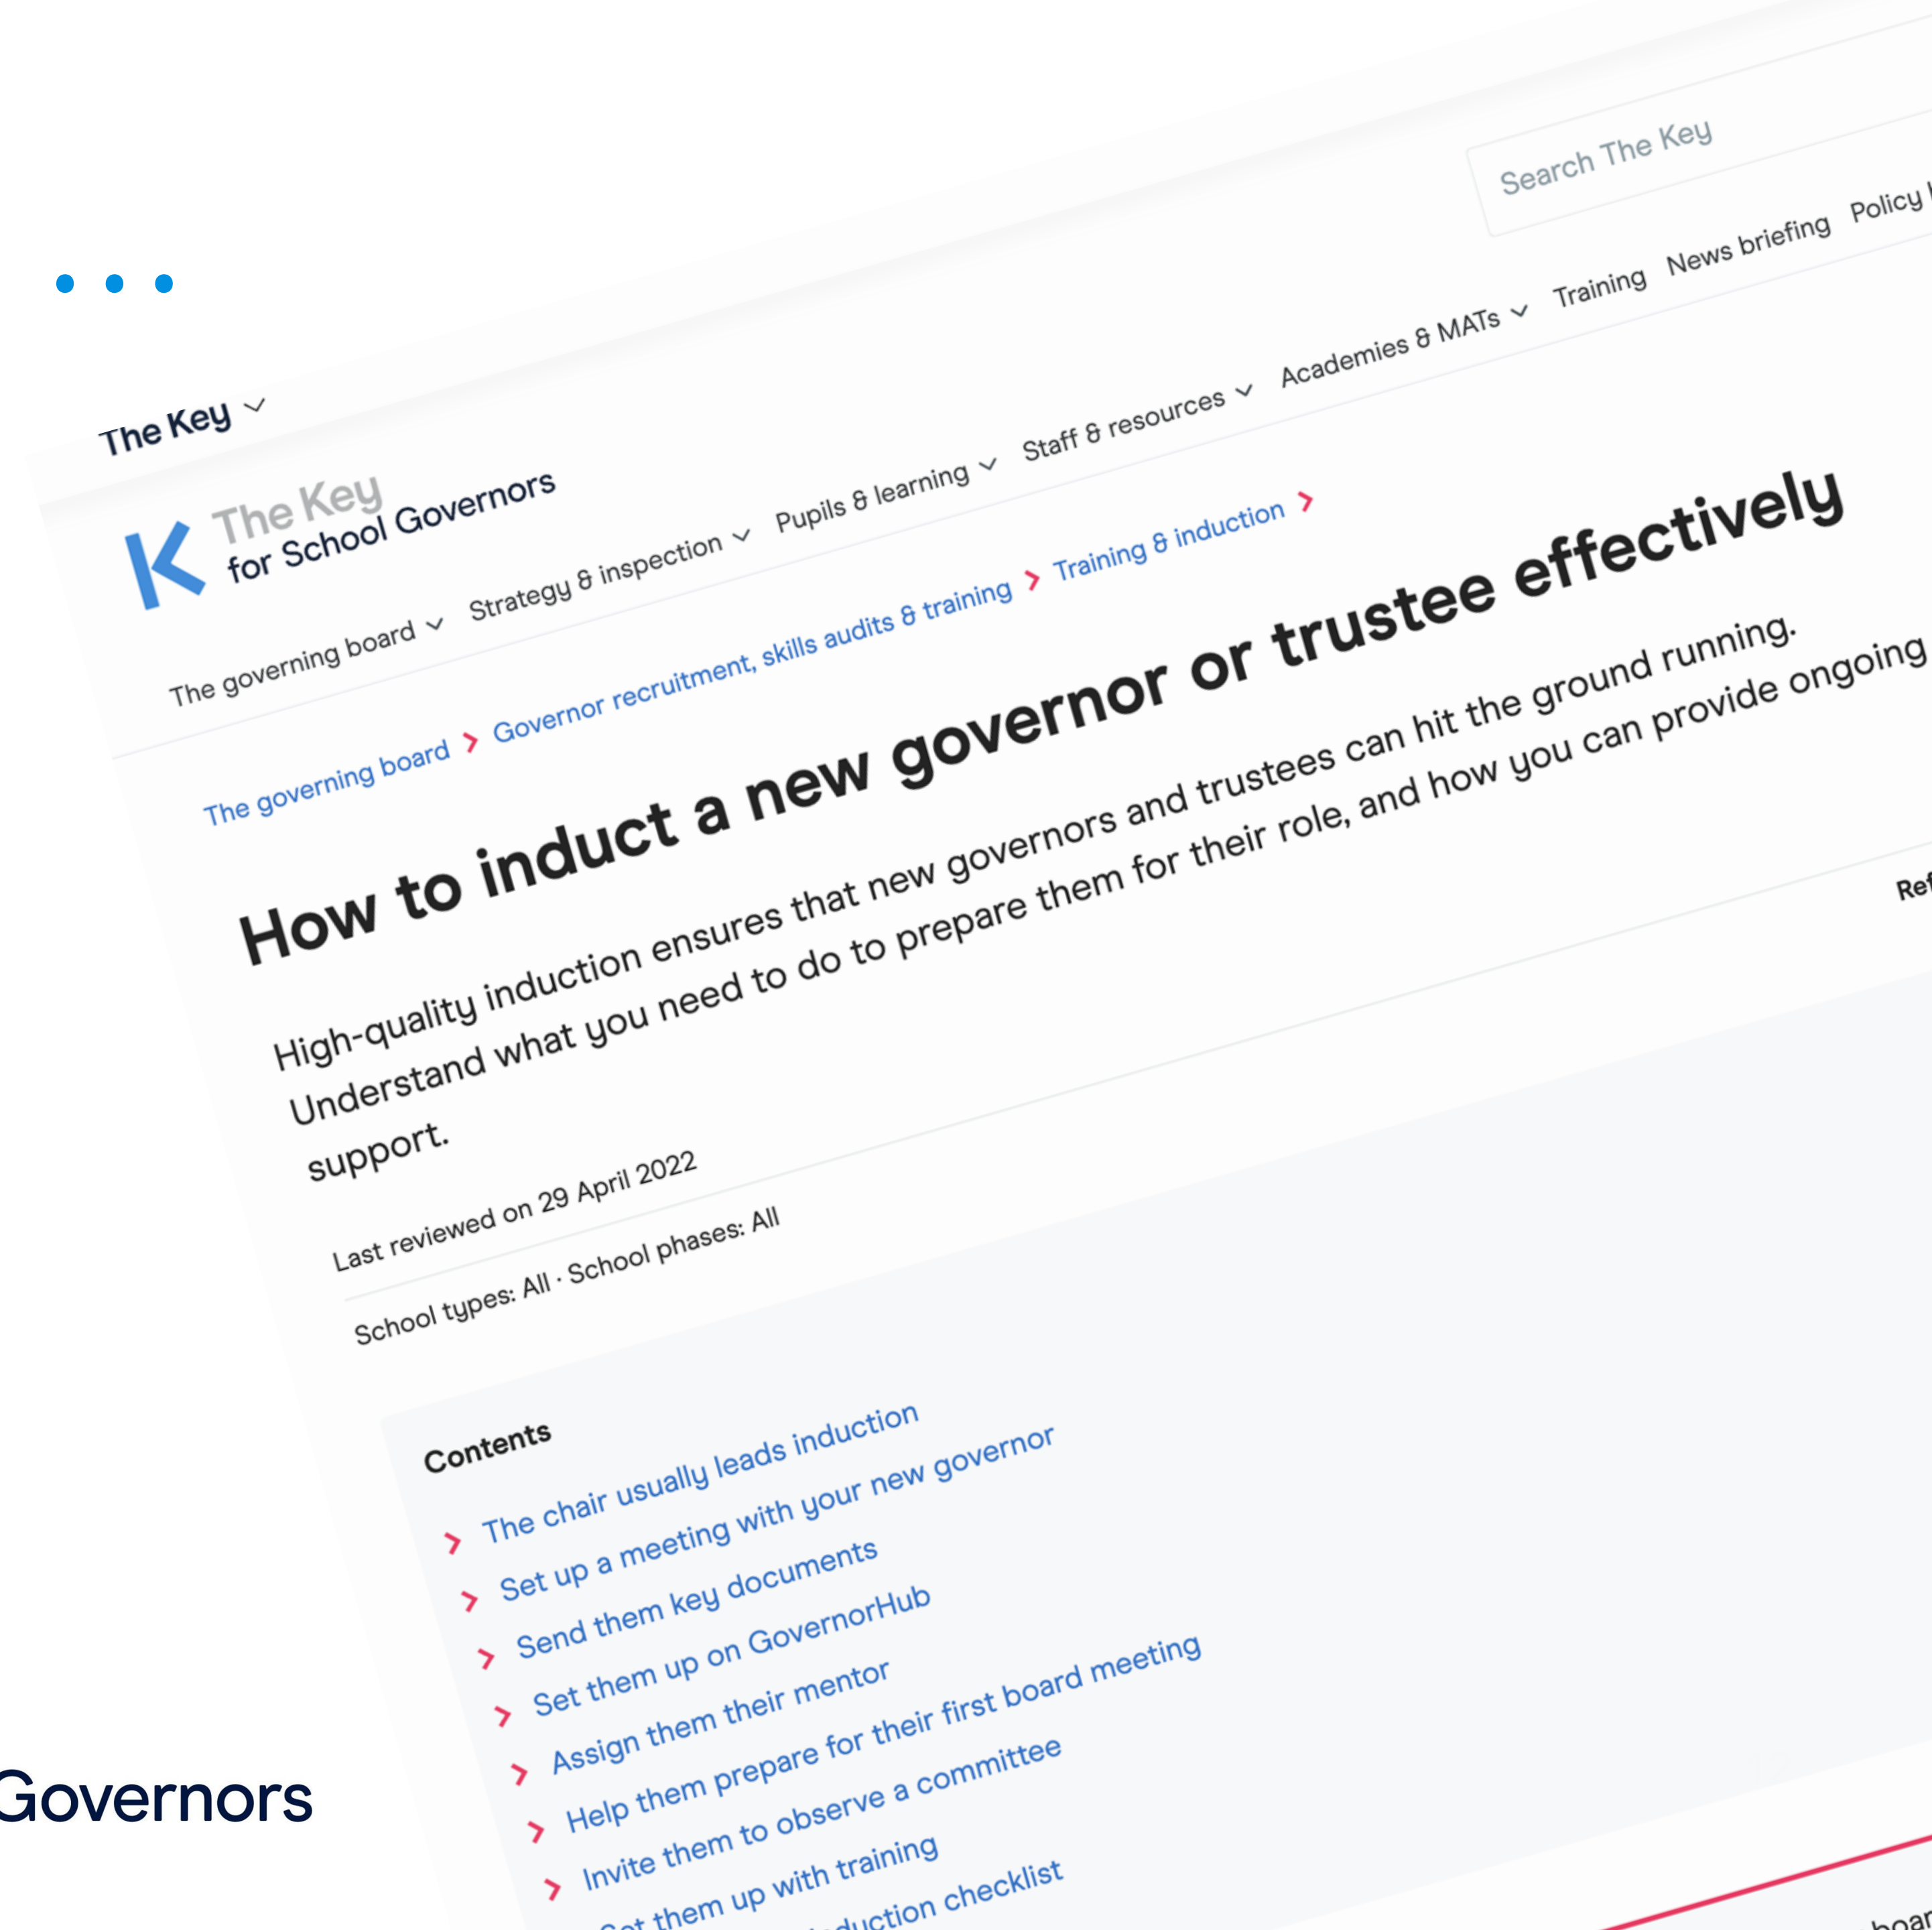 Search The Key
The Key
The Key
for School Governors
The governing board
Strategy & inspection
Pupils & learning
Staff & resources
Academies & MATs
Training
News briefing
Policy
The governing board
Governor recruitment, skills audits & training
Training & induction
How to induct a new governor or trustee effectively
High-quality induction ensures that new governors and trustees can hit the ground running.
Understand what you need to do to prepare them for their role, and how you can provide ongoing
support.
Last reviewed on 29 April 2022
School types: All · School phases: All
Contents
The chair usually leads induction
Set up a meeting with your new governor
Send them key documents
Set them up on GovernorHub
Assign their mentor
Help them prepare for their first board meeting
Invite them to observe a committee
them up with training
checklist
Governors